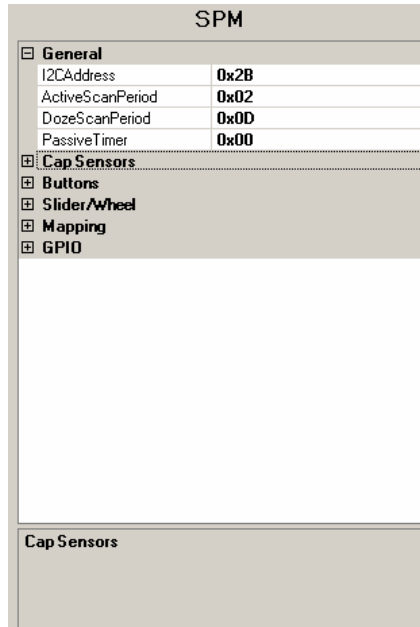 SPM
General
I2CAddress 0x2B
ActiveScanPeriod 0x02
DozeScanPeriod 0x0D
PassiveTimer 0x00
Cap Sensors
Buttons
Slider/Wheel
Mapping
GPIO
Cap Sensors